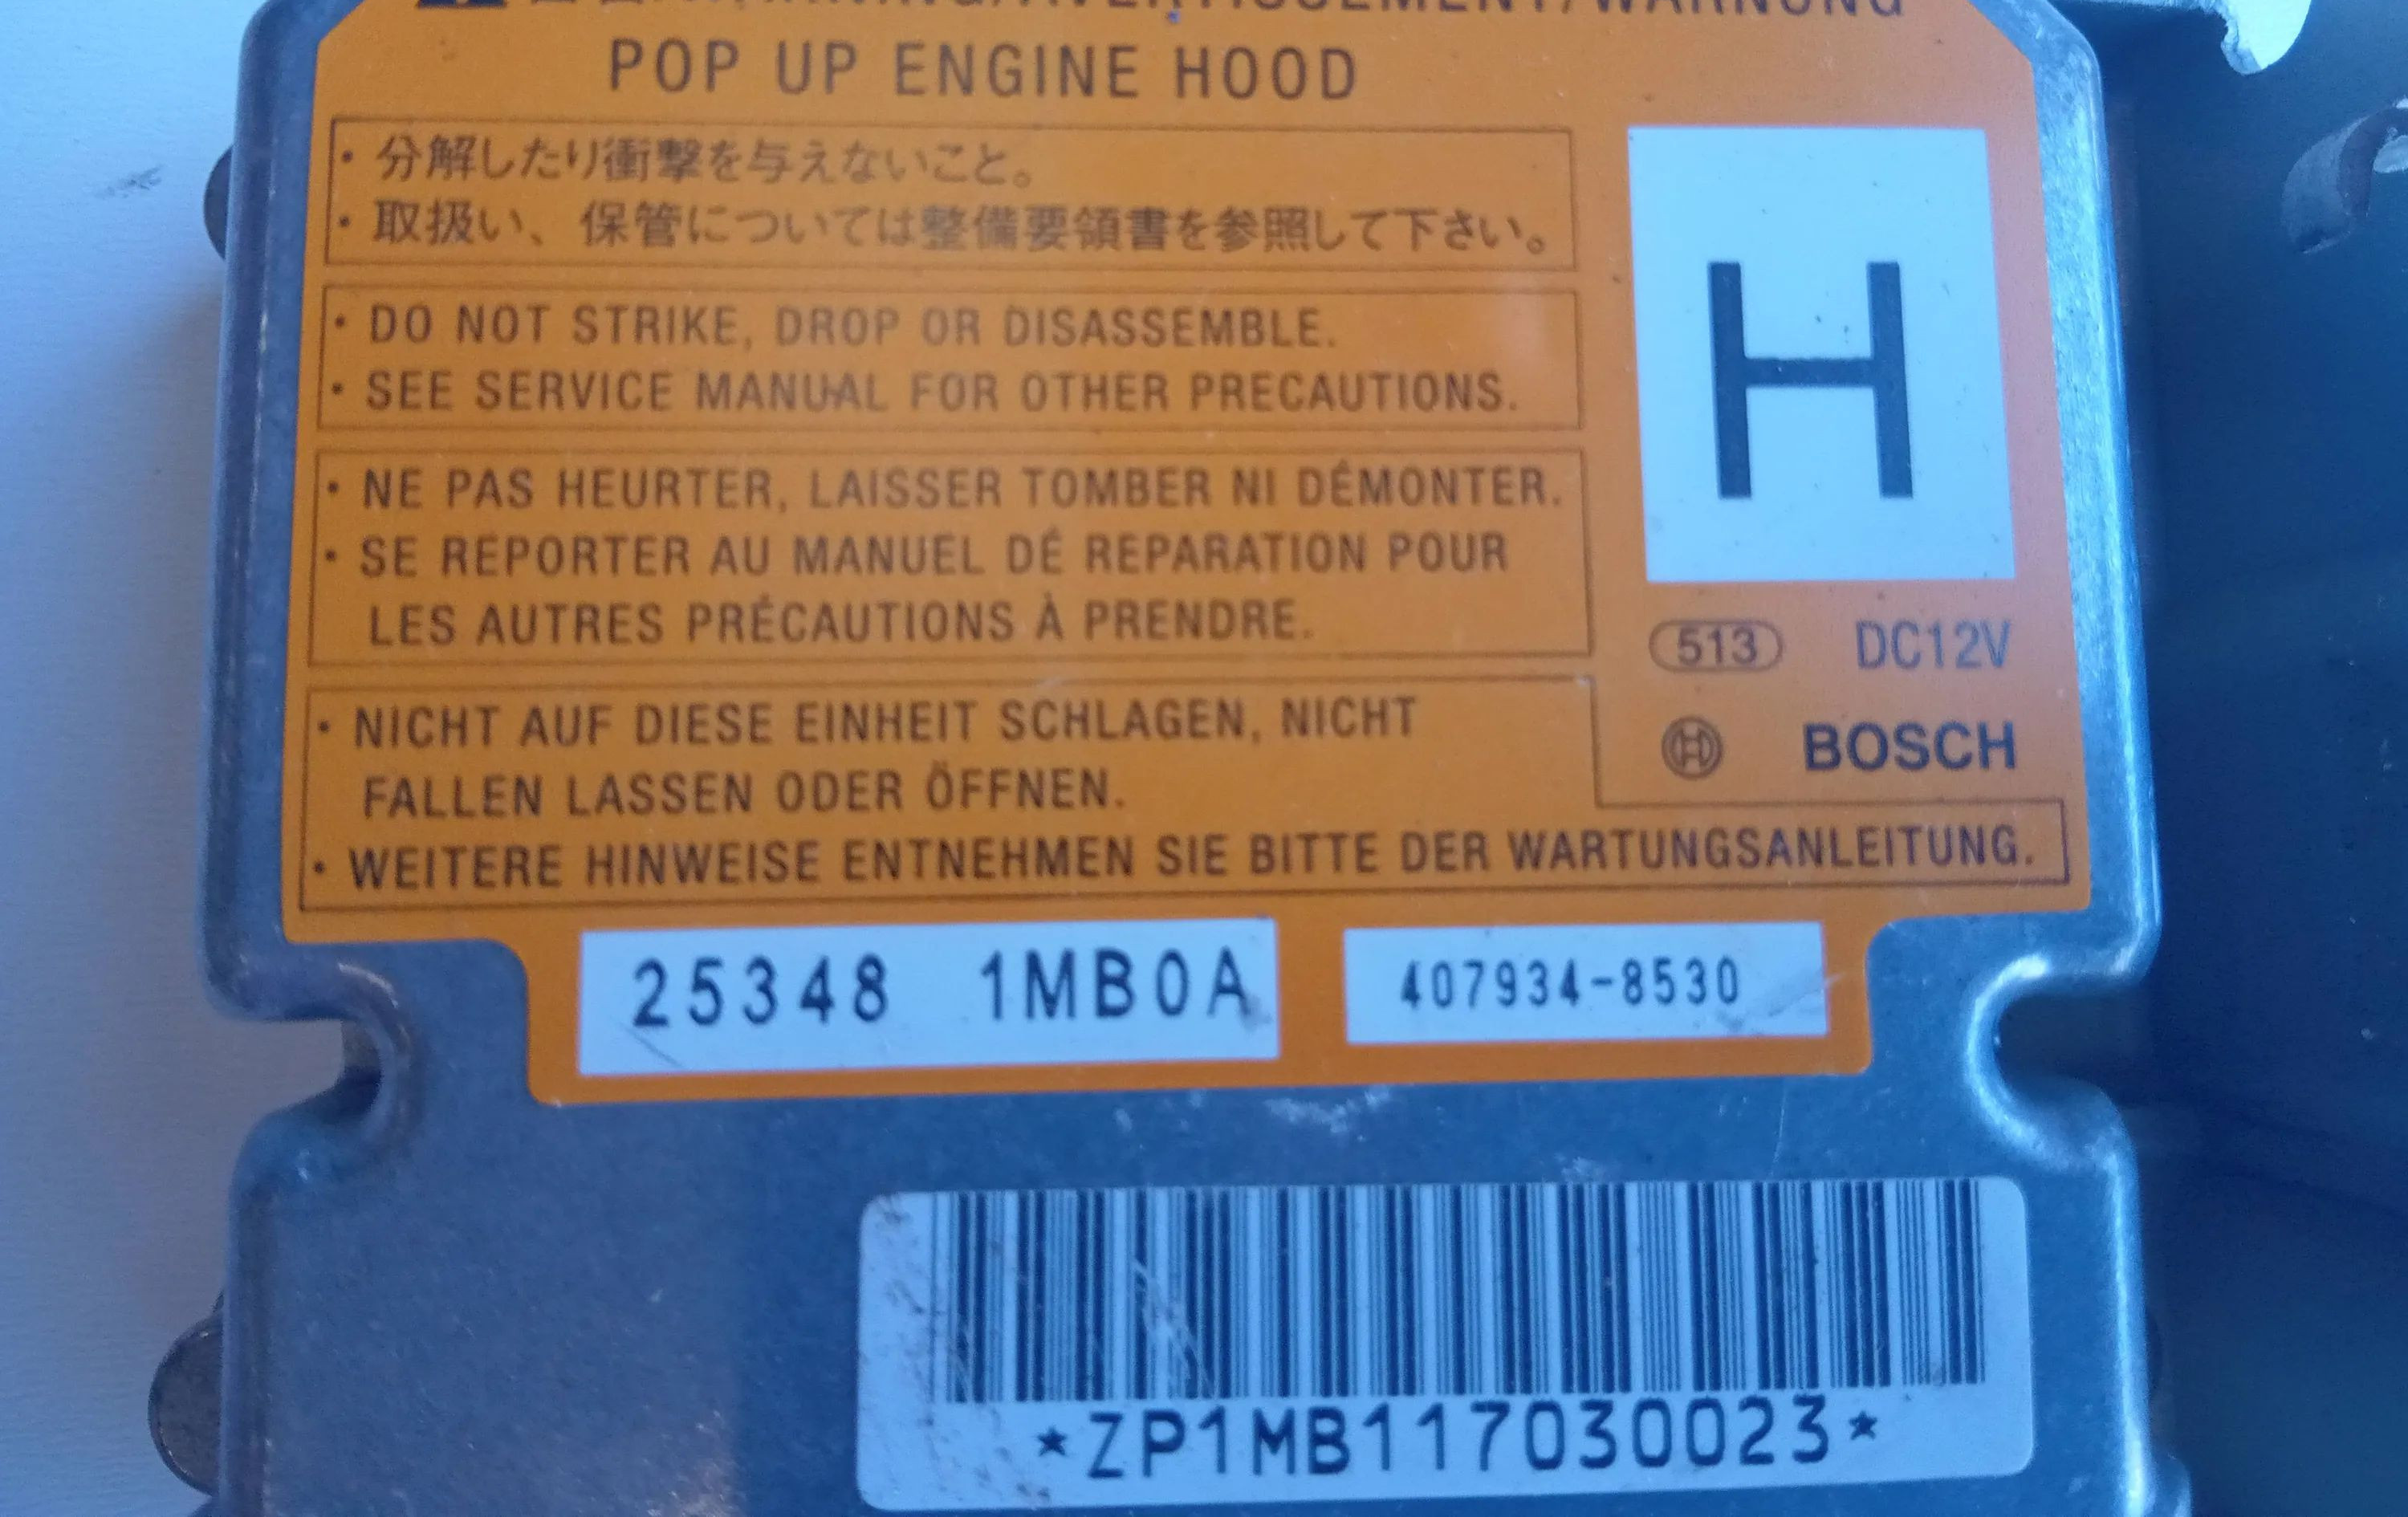 WARNING/AVERTISSEMENT/WARNUNG
POP UP ENGINE HOOD
・分解したり衝撃を与えないこと。
・取扱い、保管については整備要領書を参照して下さい。
・DO NOT STRIKE, DROP OR DISASSEMBLE.
・SEE SERVICE MANUAL FOR OTHER PRECAUTIONS.
・NE PAS HEURTER, LAISSER TOMBER NI DÉMONTER.
・SE REPORTER AU MANUEL DÉ REPARATION POUR
LES AUTRES PRÉCAUTIONS À PRENDRE.
・NICHT AUF DIESE EINHEIT SCHLAGEN, NICHT
FALLEN LASSEN ODER ÖFFNEN.
・WEITERE HINWEISE ENTNEHMEN SIE BITTE DER WARTUNGSANLEITUNG.
H
513 DC12V
BOSCH
25348 1MB0A
407934-8530
*ZP1MB117030023*